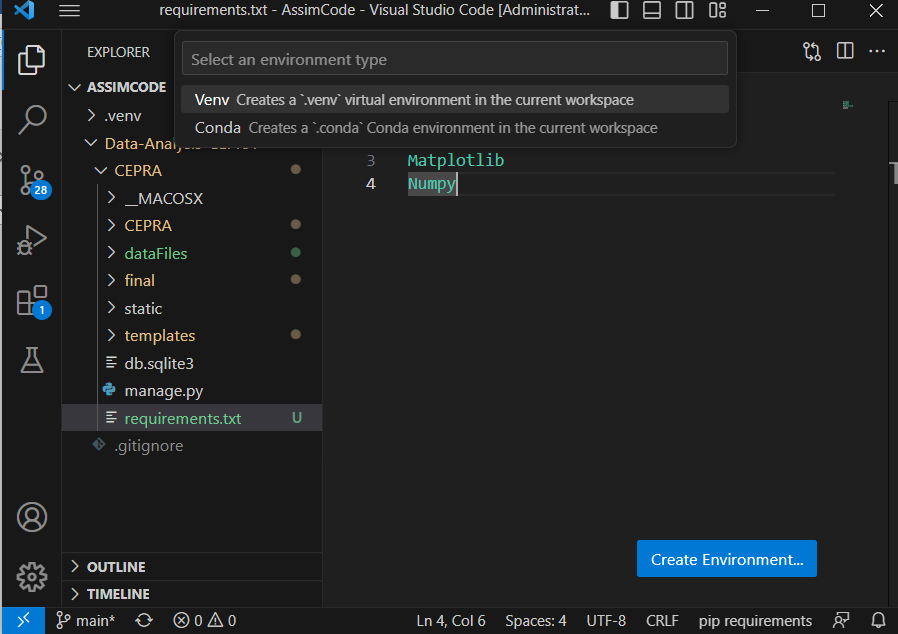 requirements.txt - AssimCode - Visual Studio Code [Administrat...
EXPLORER
Select an environment type
Venv Creates a `.venv` virtual environment in the current workspace
Conda Creates a `.conda` Conda environment in the current workspace
ASSIMCODE
.venv
CEPRA
__MACOSX
CEPRA
dataFiles
final
static
templates
db.sqlite3
manage.py
requirements.txt U
.gitignore
OUTLINE
TIMELINE
3 Matplotlib
4 Numpy
28
1
Create Environment...
main* 0 0 Ln 4, Col 6 Spaces: 4 UTF-8 CRLF pip requirements